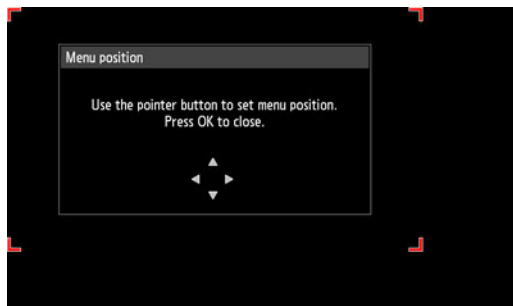 Menu position
Use the pointer button to set menu position.
Press OK to close.